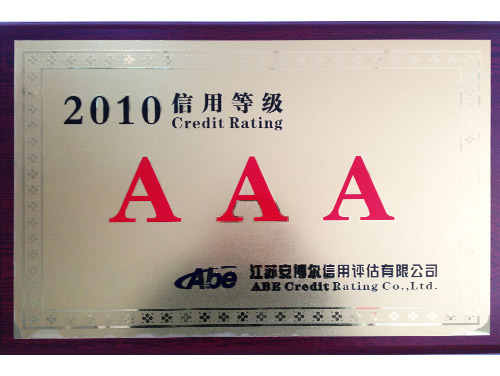 2010 信用等级
Credit Rating
A A A
Abe 江苏安博尔信用评估有限公司
ABE Credit Rating Co.,Ltd.